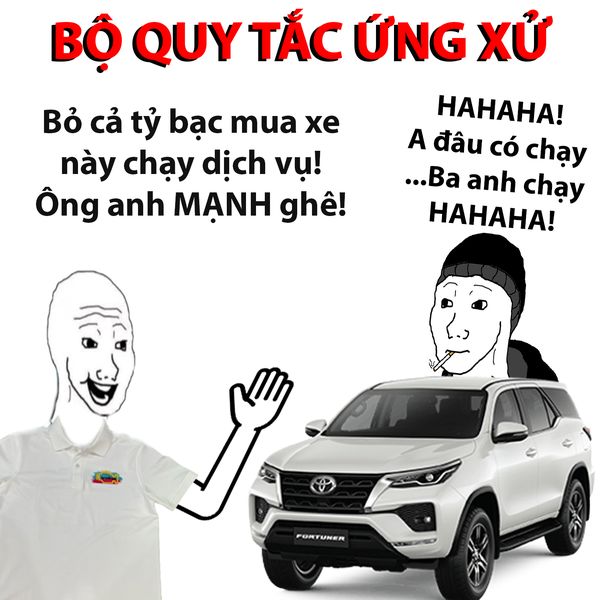 BỘ QUY TẮC ỨNG XỬ
Bỏ cả tỷ bạc mua xe
này chạy dịch vụ!
Ông anh MẠNH ghê!
HAHAHA!
A đâu có chạy
...Ba anh chạy
HAHAHA!
FORTUNER